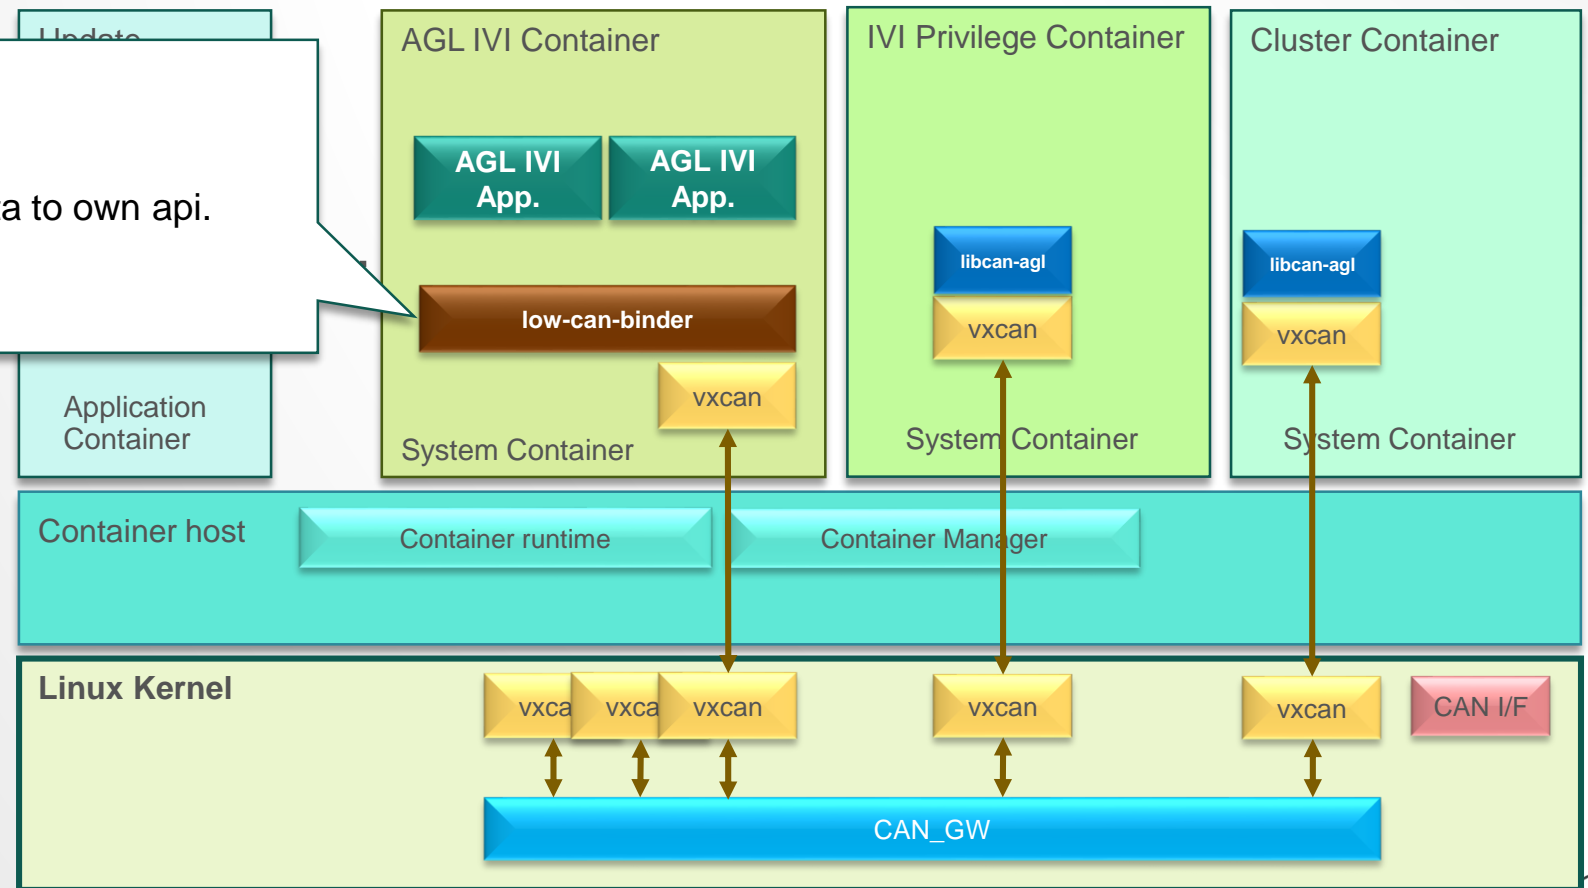 Update
AGL IVI Container
IVI Privilege Container
Cluster Container
AGL IVI
App.
AGL IVI
App.
ta to own api.
libcan-agl
libcan-agl
low-can-binder
vxcan
vxcan
vxcan
Application
Container
System Container
System Container
System Container
Container host
Container runtime
Container Manager
Linux Kernel
vxca
vxca
vxcan
vxcan
vxcan
CAN I/F
CAN_GW